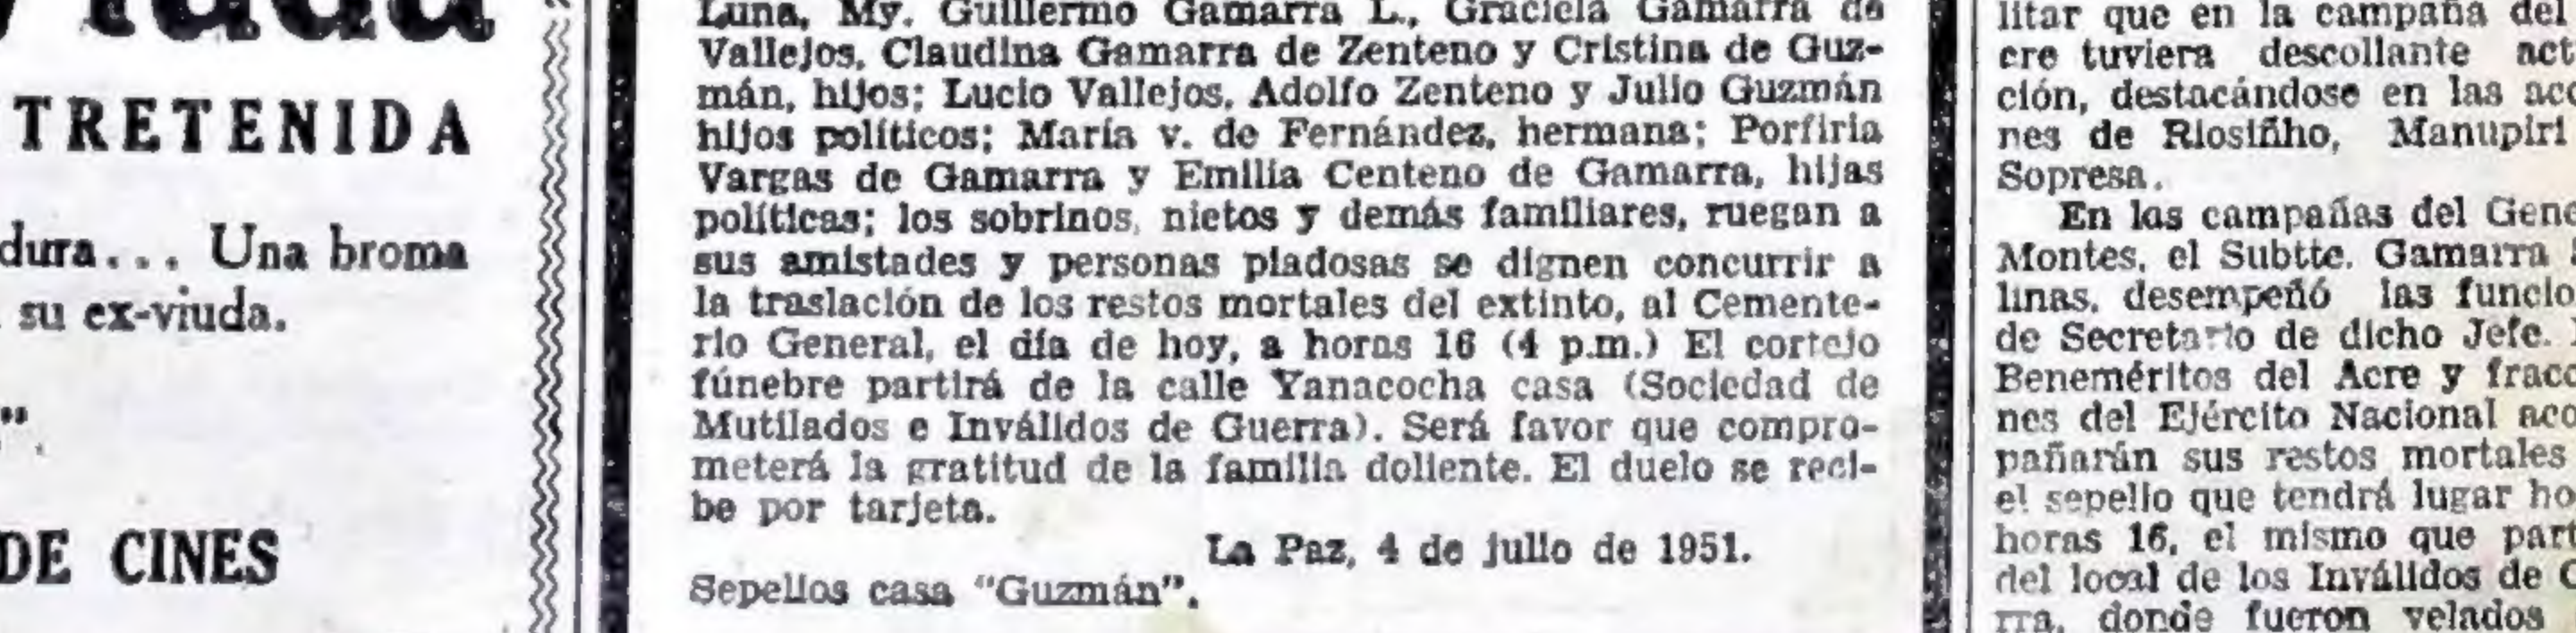 TRETENIDA
dura... Una broma
su ex-viuda.
DE CINES
Luna, My. Guillermo Gamarra L., Graciela Gamarra de
Vallejos, Claudina Gamarra de Zenteno y Cristina de Guz-
mán, hijos; Lucio Vallejos, Adolfo Zenteno y Julio Guzmán
hijos políticos; María v. de Fernández, hermana; Porfiria
Vargas de Gamarra y Emilia Centeno de Gamarra, hijas
políticas; los sobrinos, nietos y demás familiares, ruegan a
sus amistades y personas piadosas se dignen concurrir a
la traslación de los restos mortales del extinto, al Cemente-
rio General, el día de hoy, a horas 16 (4 p.m.) El cortejo
fúnebre partirá de la calle Yanacocha casa (Sociedad de
Mutilados e Inválidos de Guerra). Será favor que compro-
meterá la gratitud de la familia doliente. El duelo se reci-
be por tarjeta.
La Paz, 4 de julio de 1951.
Sepelios casa "Guzmán".
litar que en la campaña del
cre tuviera descollante act
ción, destacándose en las acc
nes de Riosiñho, Manupiri
Sopresa.
En las campañas del Gene
Montes, el Subtte. Gamarra
linas, desempeñó las funcio
de Secretario de dicho Jefe.
Beneméritos del Acre y fracc
nes del Ejército Nacional aco
pañarán sus restos mortales
el sepelio que tendrá lugar ho
horas 16, el mismo que part
del local de los Inválidos de G
rra, donde fueron velados